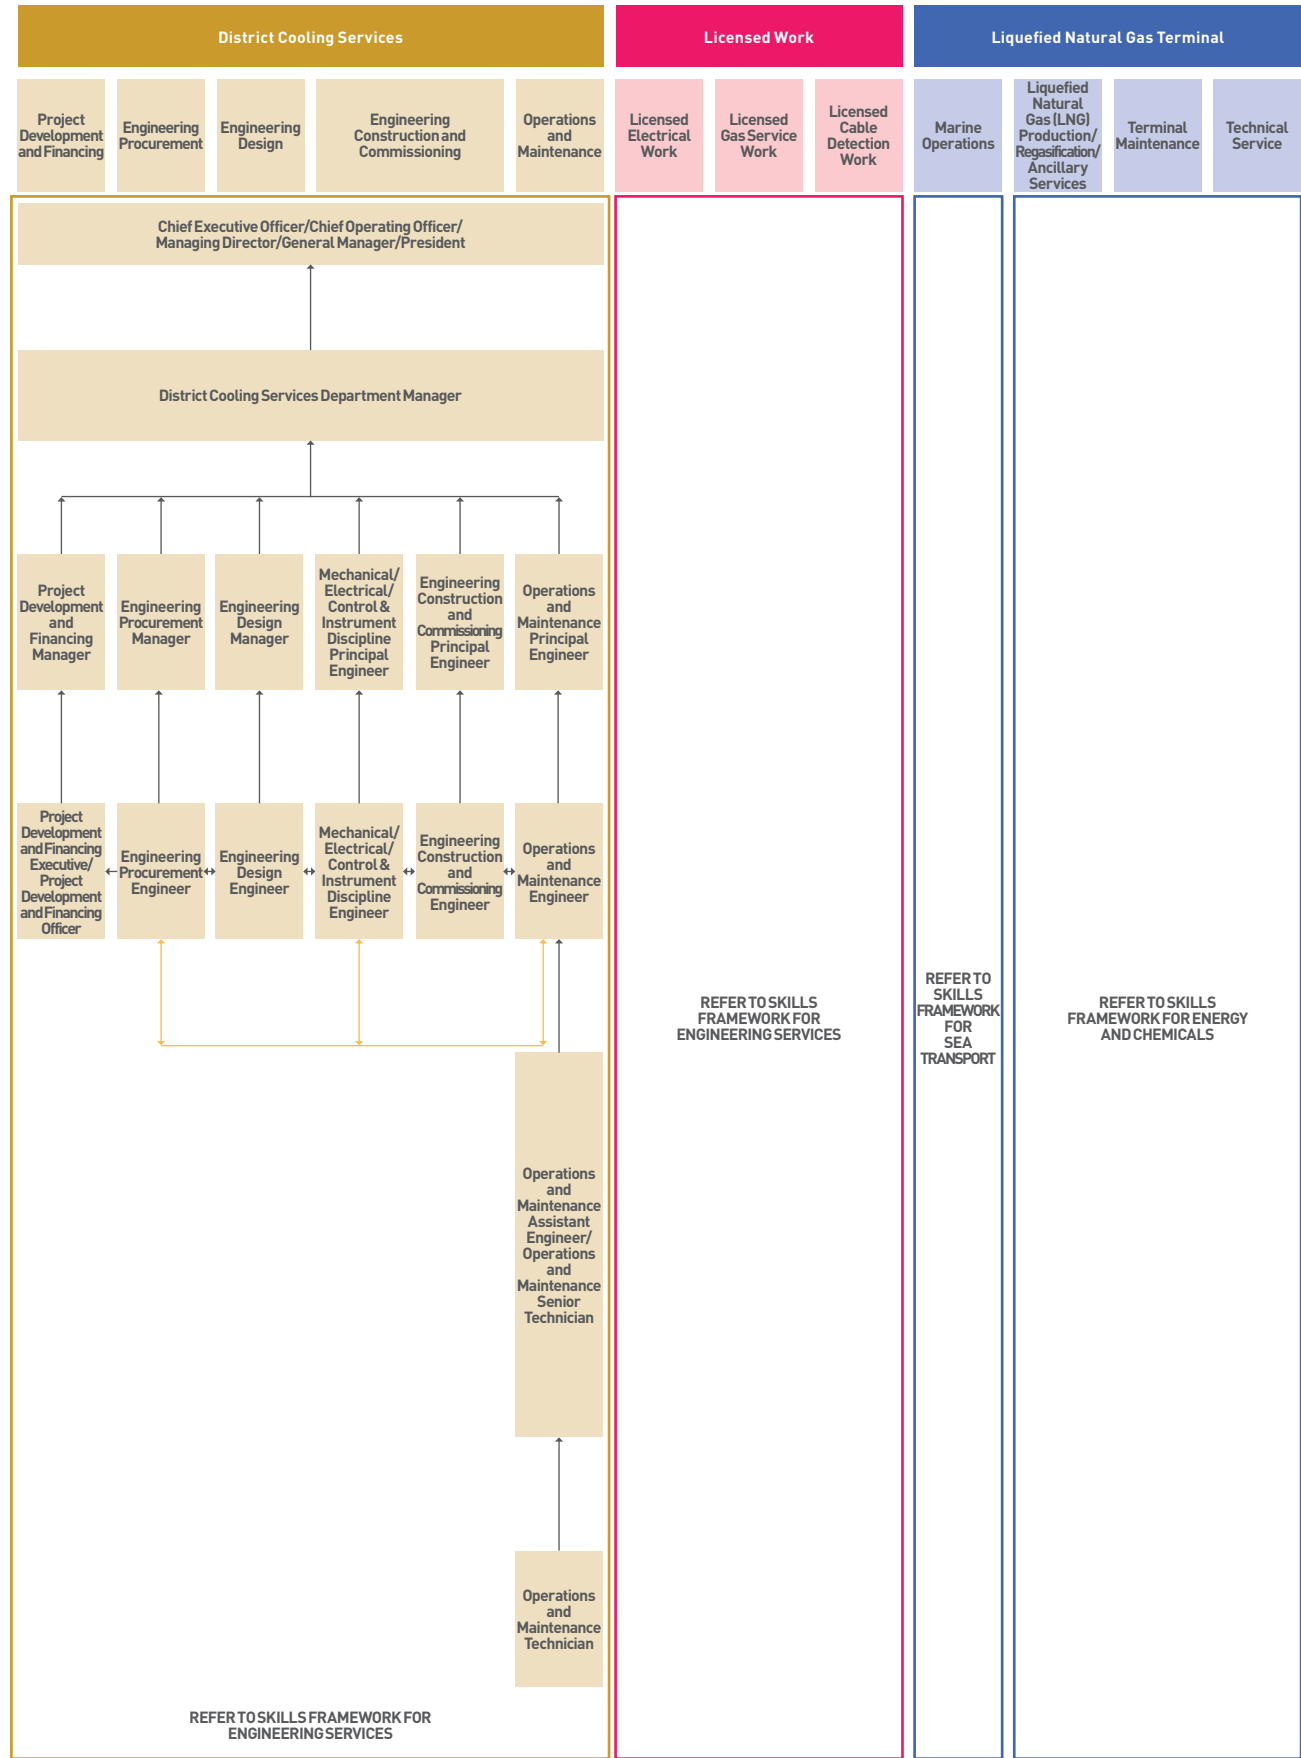 District Cooling Services
Licensed Work
Liquefied Natural Gas Terminal
Project
Development
and Financing
Engineering
Procurement
Engineering
Design
Engineering
Construction and
Commissioning
Operations
and
Maintenance
Licensed
Electrical
Work
Licensed
Gas Service
Work
Licensed
Cable
Detection
Work
Marine
Operations
Liquefied
Natural
Gas (LNG)
Production/
Regasification/
Ancillary
Services
Terminal
Maintenance
Technical
Service
Chief Executive Officer/Chief Operating Officer/
Managing Director/General Manager/President
District Cooling Services Department Manager
Project
Development
and
Financing
Manager
Engineering
Procurement
Manager
Engineering
Design
Manager
Mechanical/
Electrical/
Control &
Instrument
Discipline
Principal
Engineer
Engineering
Construction
and
Commissioning
Principal
Engineer
Operations
and
Maintenance
Principal
Engineer
Project
Development
and Financing
Executive/
Project
Development
and Financing
Officer
Engineering
Procurement
Engineer
Engineering
Design
Engineer
Mechanical/
Electrical/
Control &
Instrument
Discipline
Engineer
Engineering
Construction
and
Commissioning
Engineer
Operations
and
Maintenance
Engineer
REFER TO SKILLS
FRAMEWORK FOR
ENGINEERING SERVICES
REFER TO
SKILLS
FRAMEWORK
FOR
SEA
TRANSPORT
REFER TO SKILLS
FRAMEWORK FOR ENERGY
AND CHEMICALS
Operations
and
Maintenance
Assistant
Engineer/
Operations
and
Maintenance
Senior
Technician
Operations
and
Maintenance
Technician
REFER TO SKILLS FRAMEWORK FOR
ENGINEERING SERVICES